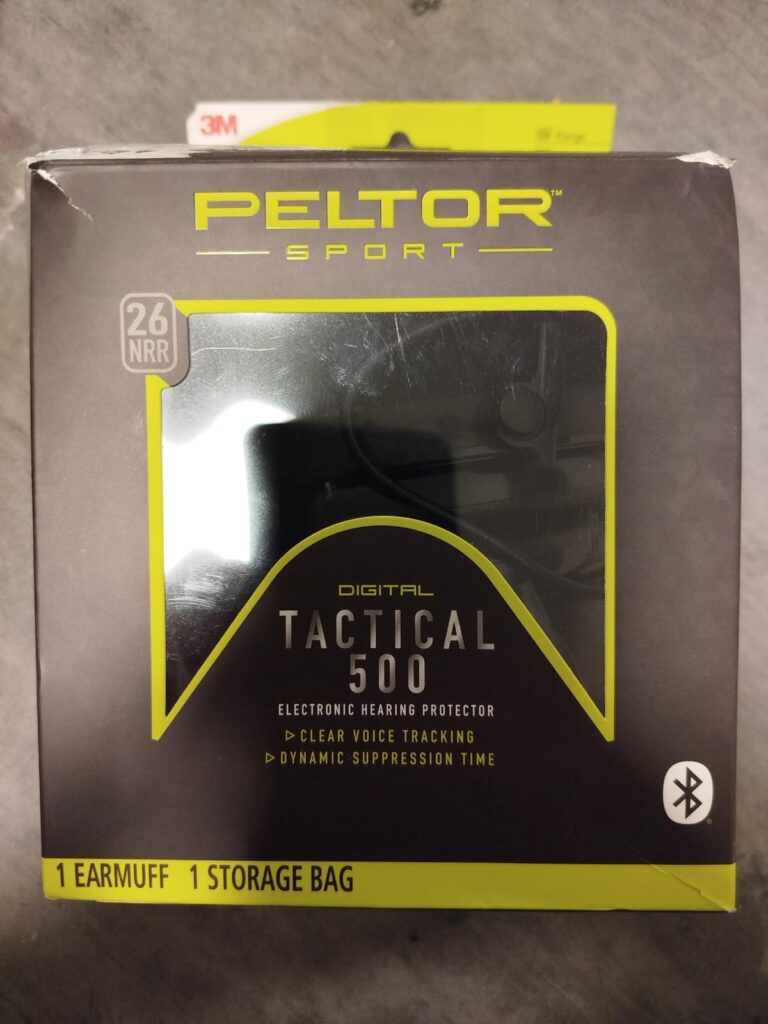 3M
Range
PELTOR™
SPORT
26
NRR
DIGITAL
TACTICAL
500
ELECTRONIC HEARING PROTECTOR
▷ CLEAR VOICE TRACKING
▷ DYNAMIC SUPPRESSION TIME
1 EARMUFF 1 STORAGE BAG